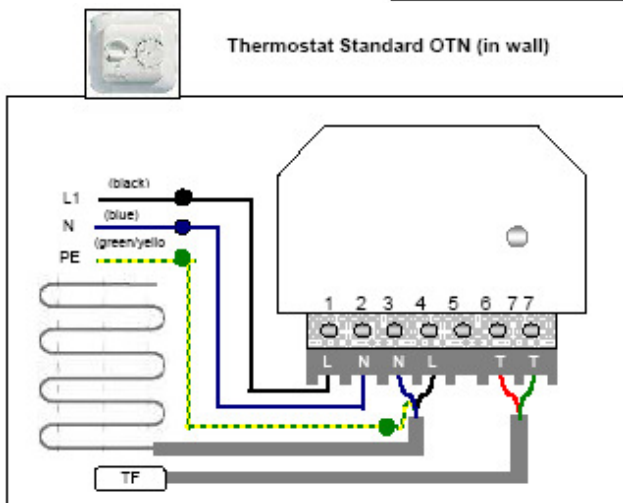 Thermostat Standard OTN (in wall)
L1 (black)
N (blue)
PE (green/yello
1 2 3 4 5 6 7 7
L N N L T T
TF